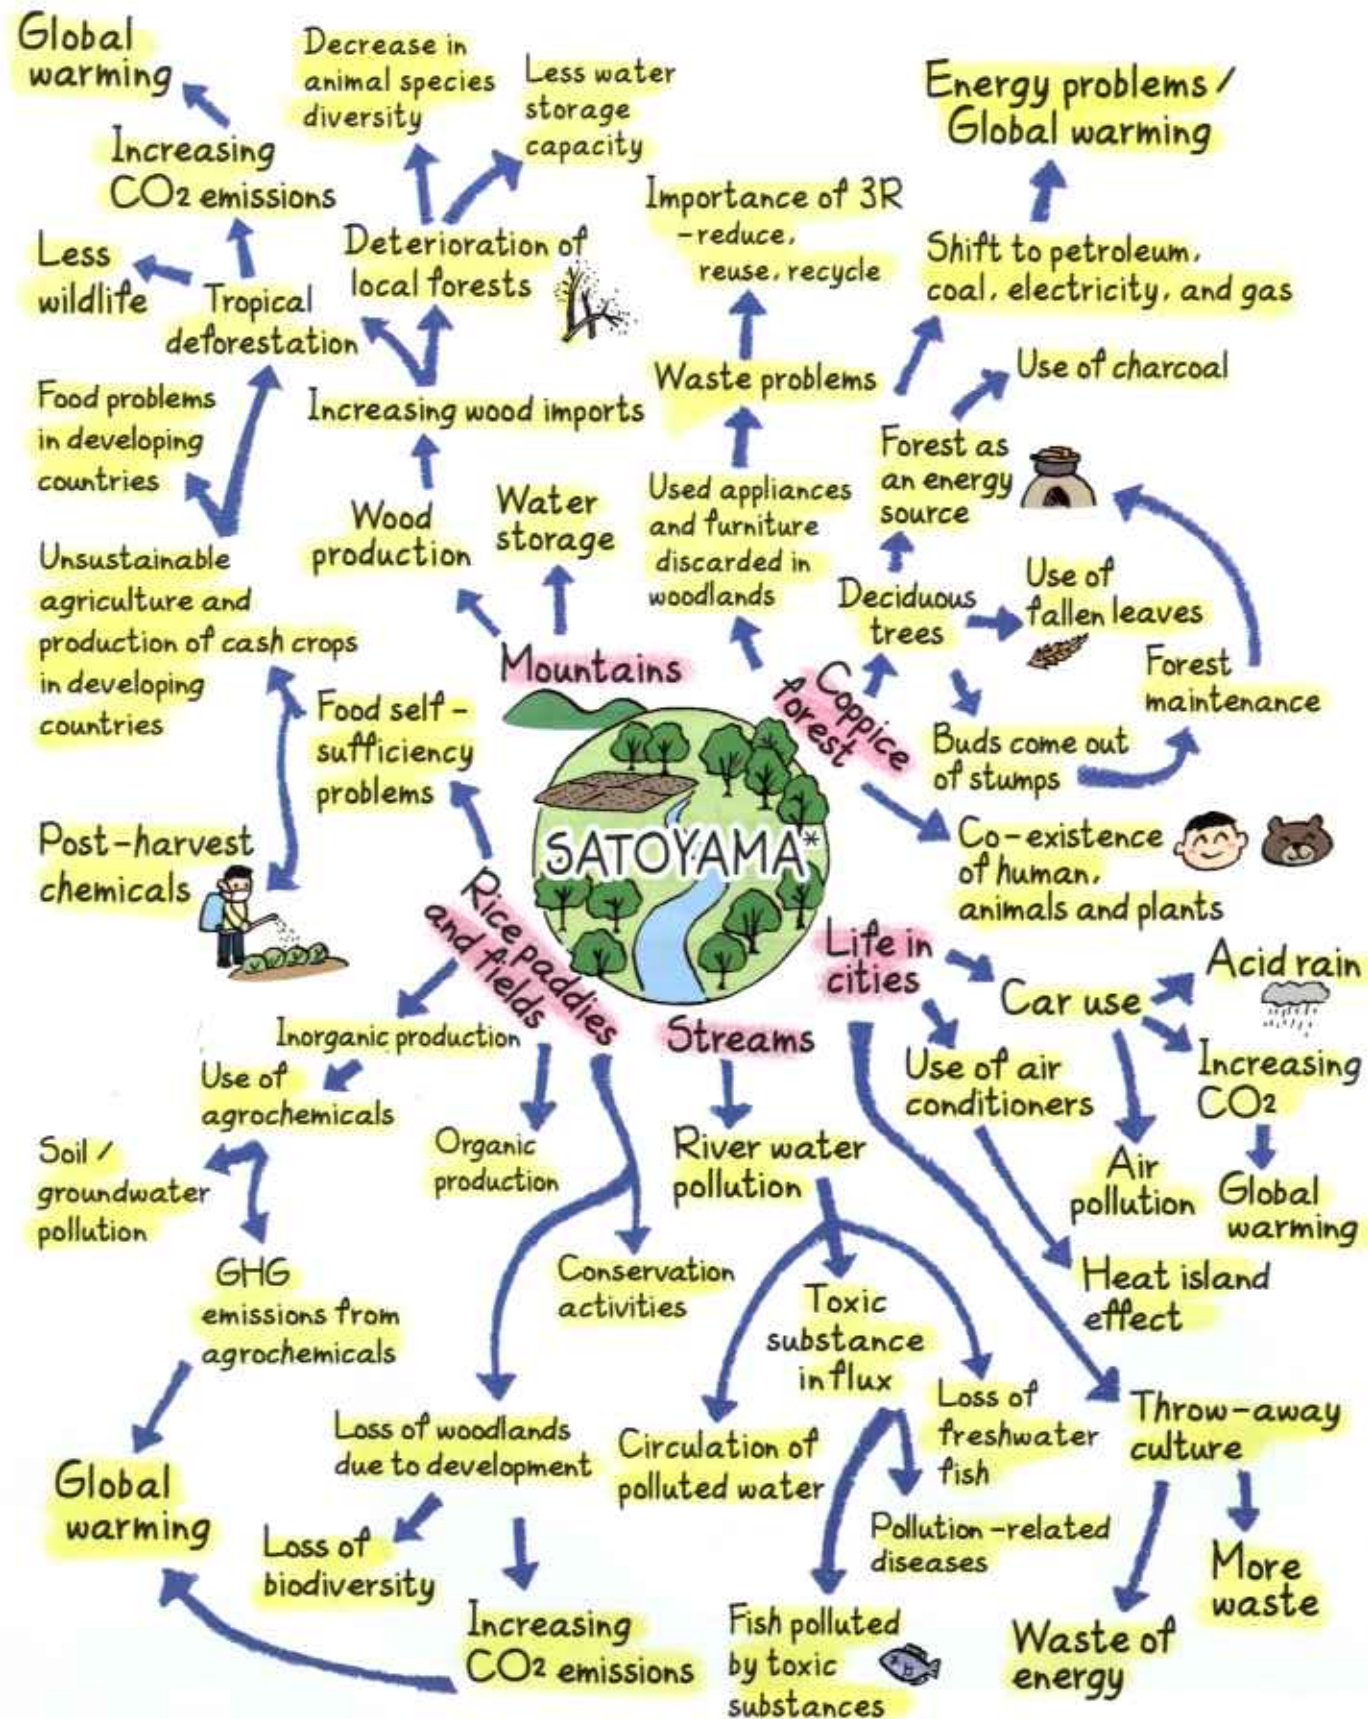 Global
warming
Decrease in
animal species
diversity
Less water
storage
capacity
Energy problems /
Global warming
Increasing
CO2 emissions
Importance of 3R
-reduce,
reuse, recycle
Less
wildlife
Tropical
deforestation
Deterioration of
local forests
Shift to petroleum,
coal, electricity, and gas
Waste problems
Use of charcoal
Food problems
in developing
countries
Increasing wood imports
Forest as
an energy
source
Wood
production
Water
storage
Used appliances
and furniture
discarded in
woodlands
Unsustainable
agriculture and
production of cash crops
in developing
countries
Deciduous
trees
Use of
fallen leaves
Forest
maintenance
Mountains
Coppice
forest
Buds come out
of stumps
Food self-
sufficiency
problems
Post-harvest
chemicals
SATOYAMA*
Co-existence
of human,
animals and plants
Rice paddies
and fields
Life in
cities
Car use
Acid rain
Inorganic production
Streams
Use of air
conditioners
Increasing
CO2
Use of
agrochemicals
Organic
production
River water
pollution
Air
pollution
Global
warming
Soil /
groundwater
pollution
GHG
emissions from
agrochemicals
Conservation
activities
Toxic
substance
influx
Heat island
effect
Loss of woodlands
due to development
Circulation of
polluted water
Loss of
freshwater
fish
Throw-away
culture
Global
warming
Loss of
biodiversity
Pollution-related
diseases
More
waste
Increasing
CO2 emissions
Fish polluted
by toxic
substances
Waste of
energy